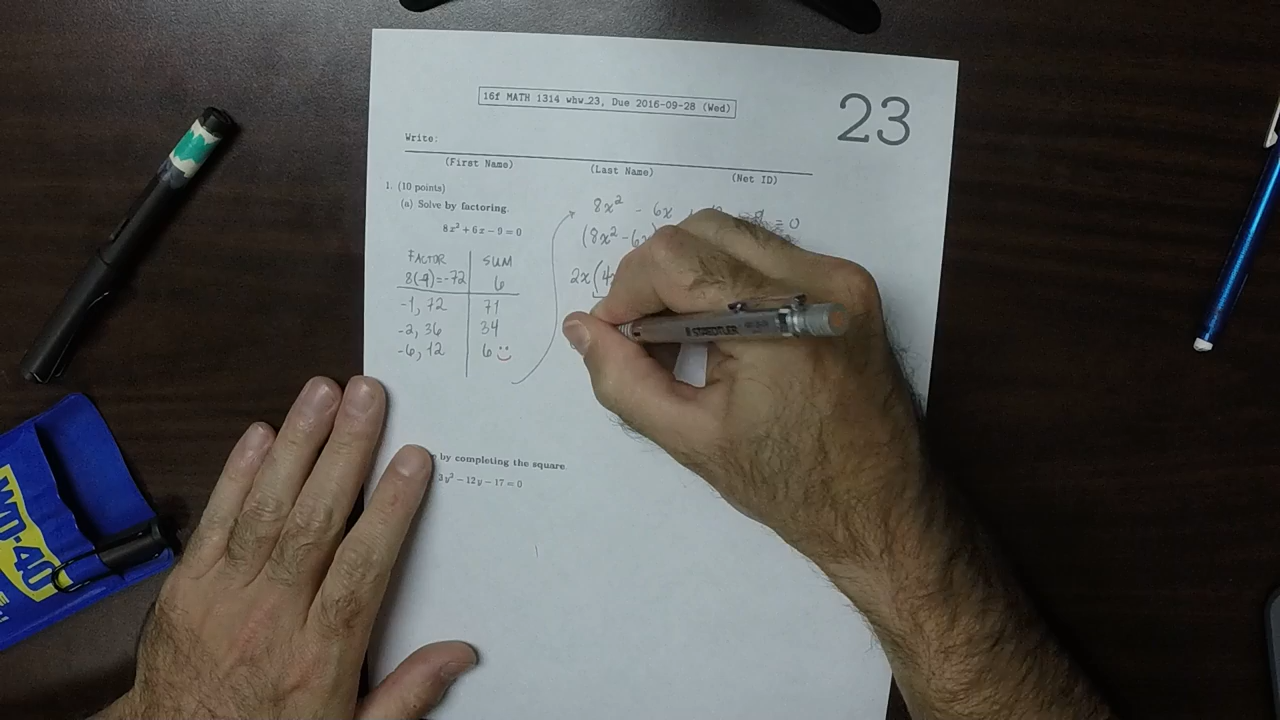 16f MATH 1314 whw_23, Due 2016-09-28 (Wed)
23
Write:
(First Name) (Last Name) (Net ID)
1. (10 points)
(a) Solve by factoring.
8x² + 6x − 9 = 0
FACTOR SUM
8(-9)=-72 6
-1, 72 71
-2, 36 34
-6, 12 6
8x² - 6x = 0
(8x² - 6x)
2x(4x
by completing the square
3y² − 12y − 17 = 0
STAEDTLER
WD-40